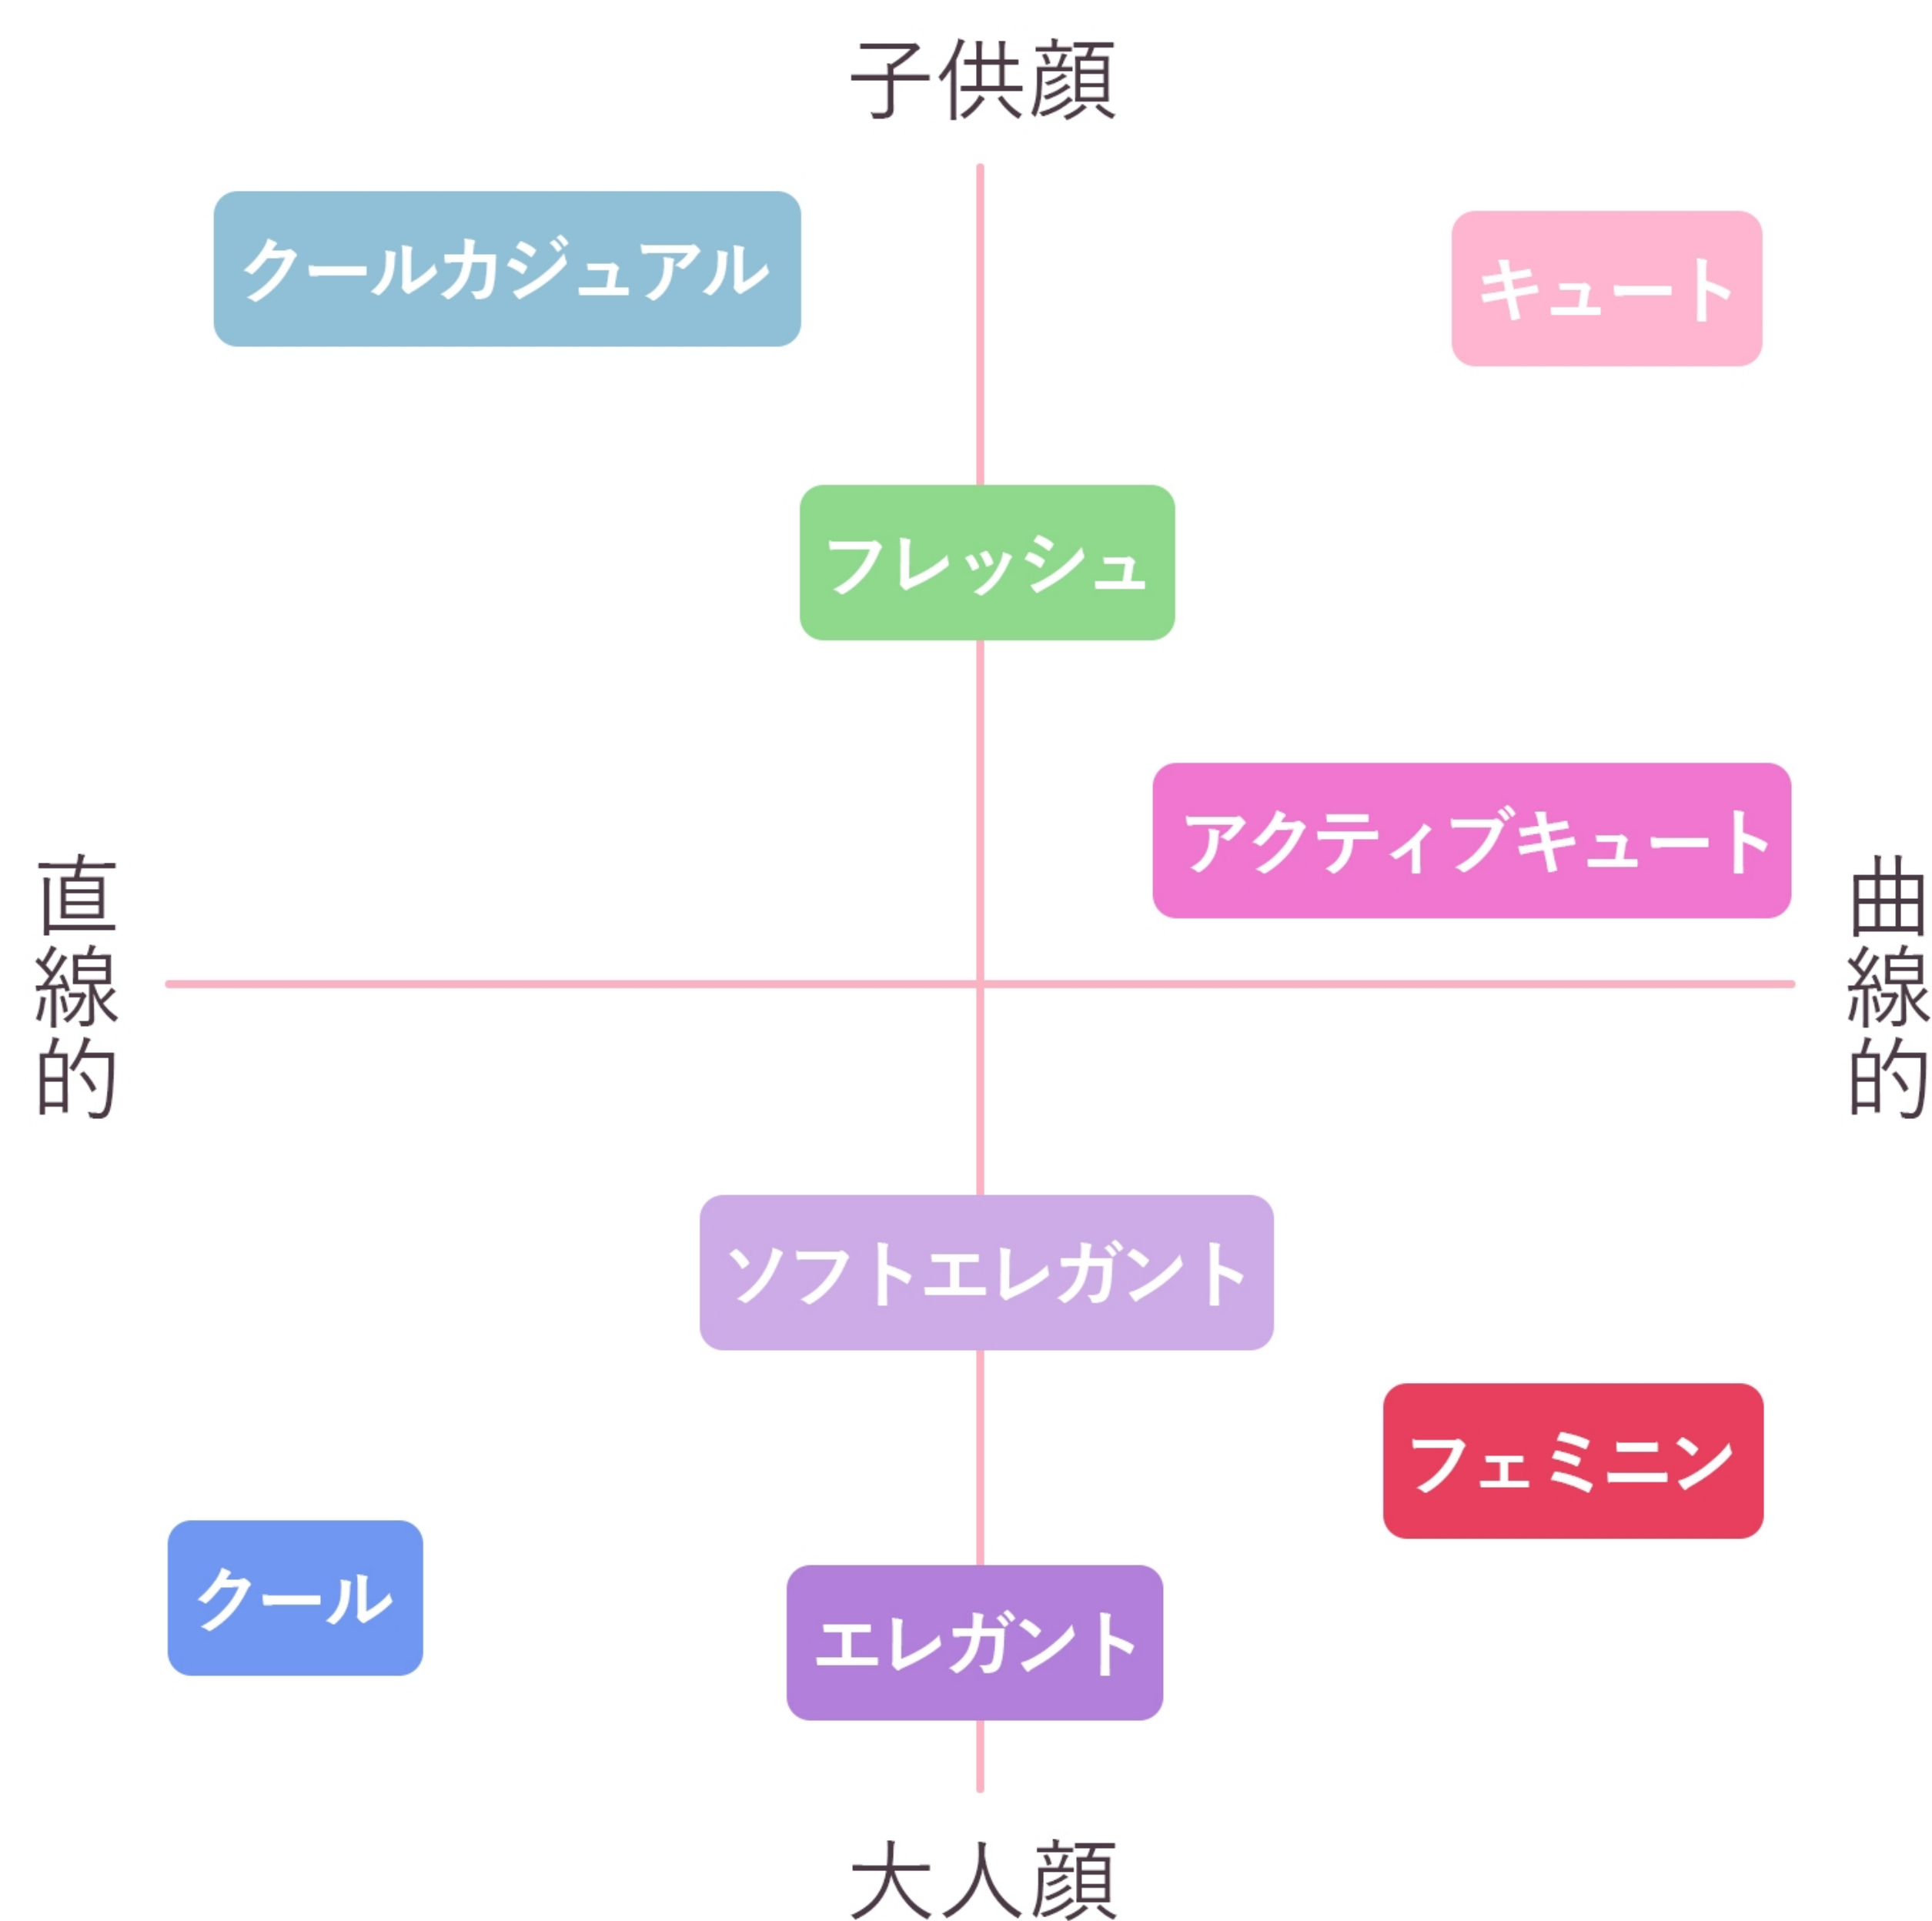 子供顔
クールカジュアル
キュート
フレッシュ
アクティブキュート
直線的
曲線的
ソフトエレガント
フェミニン
クール
エレガント
大人顔